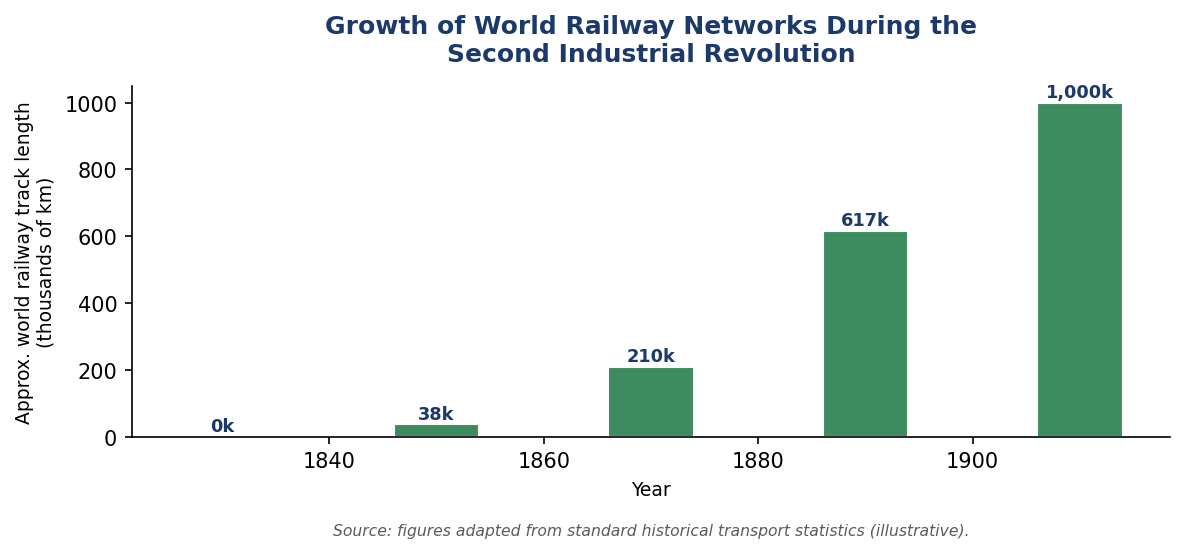 Growth of World Railway Networks During the
Second Industrial Revolution
Approx. world railway track length
(thousands of km)
1000
800
600
400
200
0
0k
38k
210k
617k
1,000k
1840
1860
1880
1900
Year
Source: figures adapted from standard historical transport statistics (illustrative).